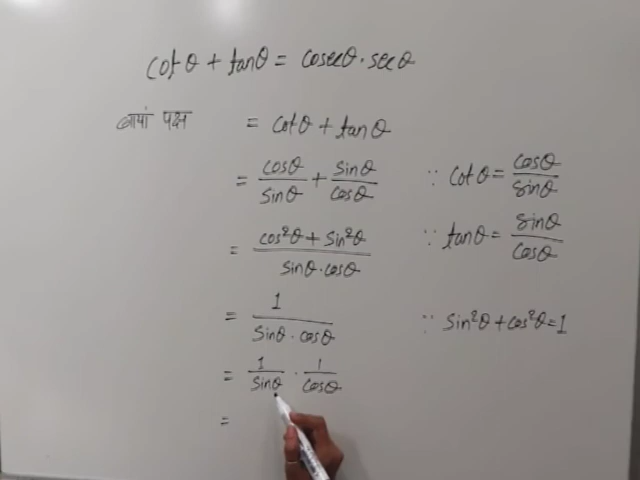 cotθ + tanθ = cosecθ · secθ
बायां पक्ष = cotθ + tanθ
= cosθ/sinθ + sinθ/cosθ ∵ cotθ = cosθ/sinθ
= cos²θ + sin²θ/sinθ·cosθ ∵ tanθ = sinθ/cosθ
= 1/sinθ · cosθ ∵ sin²θ + cos²θ = 1
= 1/sinθ · 1/cosθ
=